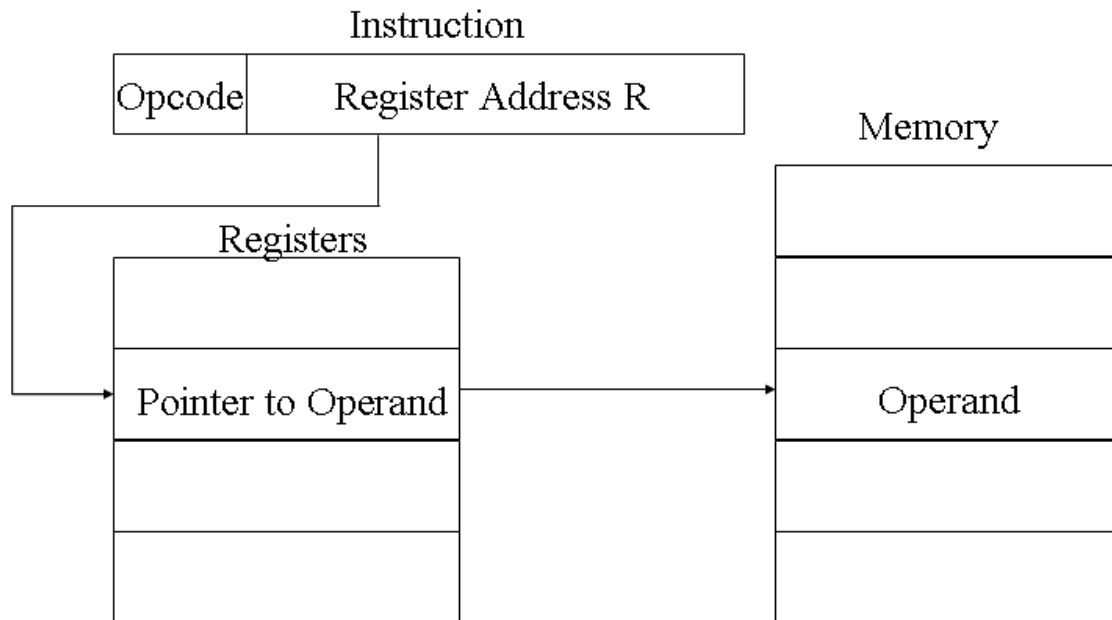 Instruction
Opcode
Register Address R
Memory
Registers
Pointer to Operand
Operand